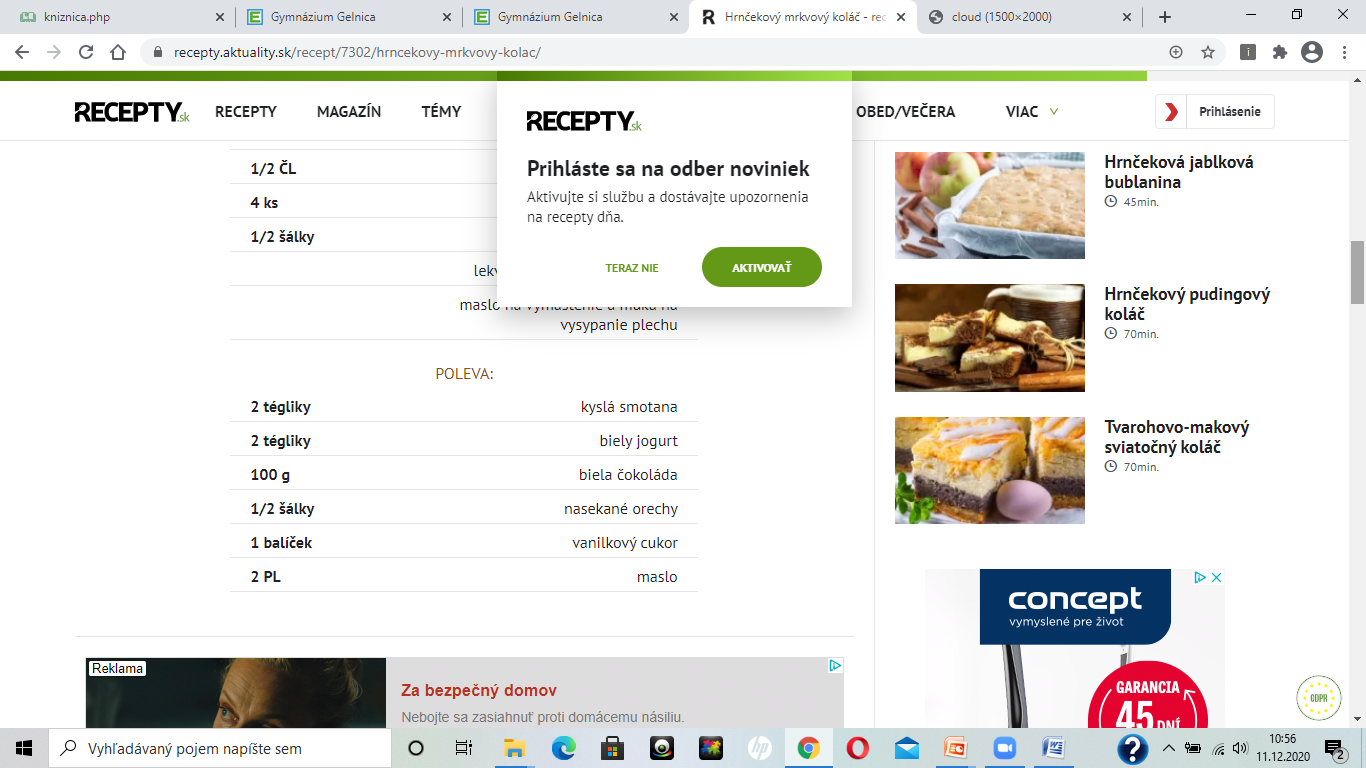 kniznica.php
Gymnázium Gelnica
Gymnázium Gelnica
Hrnčekový mrkvový koláč - rec
cloud (1500×2000)
recepty.aktuality.sk/recept/7302/hrncekovy-mrkvovy-kolac/
RECEPTY.sk
RECEPTY
MAGAZÍN
TÉMY
OBED/VEČERA
VIAC
Prihlásenie
RECEPTY.sk
Prihláste sa na odber noviniek
Aktivujte si službu a dostávajte upozornenia
na recepty dňa.
TERAZ NIE
AKTIVOVAŤ
1/2 ČL
4 ks
1/2 šálky
maslo na vymastenie a múka na
vysypanie plechu
POLEVA:
2 tégliky kyslá smotana
2 tégliky biely jogurt
100 g biela čokoláda
1/2 šálky nasekané orechy
1 balíček vanilkový cukor
2 PL maslo
Hrnčeková jablková
bublanina
45min.
Hrnčekový pudingový
koláč
70min.
Tvarohovo-makový
sviatočný koláč
70min.
concept
vymyslené pre život
GARANCIA
45 DNÍ
GDPR
Reklama
Za bezpečný domov
Nebojte sa zasiahnuť proti domácemu násiliu.
Vyhľadávaný pojem napíšte sem
10:56
11.12.2020
2